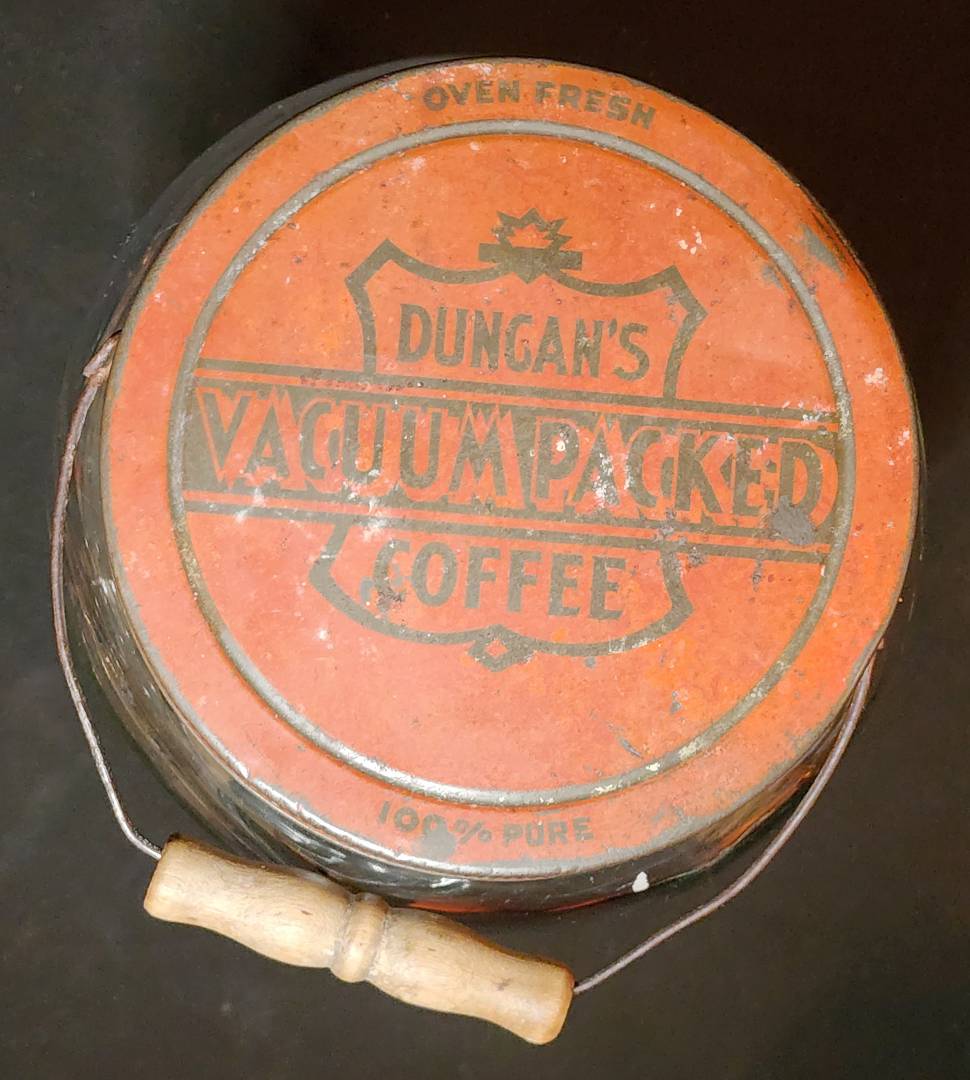 OVEN FRESH
DUNGAN'S
VACUUM PACKED
COFFEE
100% PURE